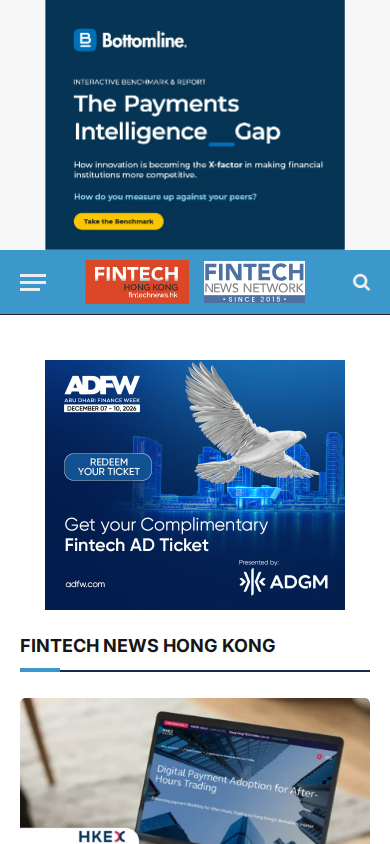 Bottomline.
INTERACTIVE BENCHMARK & REPORT
The Payments
Intelligence__Gap
How innovation is becoming the X-factor in making financial
institutions more competitive.
How do you measure up against your peers?
Take the Benchmark
FINTECH
HONG KONG
fintechnews.hk
FINTECH
NEWS NETWORK
• SINCE 2015 •
ADFW
ABU DHABI FINANCE WEEK
DECEMBER 07 - 10, 2026
REDEEM
YOUR TICKET
Get your Complimentary
Fintech AD Ticket
Presented by:
adfw.com
ADGM
FINTECH NEWS HONG KONG
Digital Payment Adoption for After-
Hours Trading
HKEX